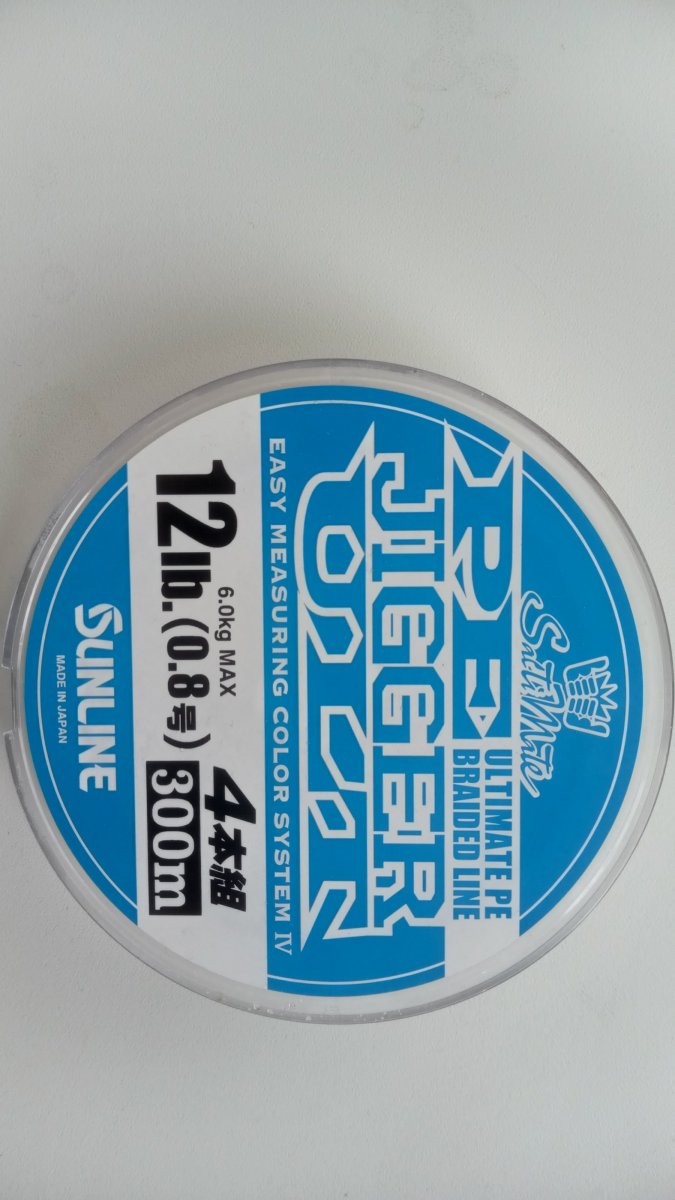 SaltiMate
PE
ULTIMATE PE
BRAIDED LINE
JIGGER
ULT
EASY MEASURING COLOR SYSTEM IV
6.0kg MAX
12lb.(0.8号)
4本組
300m
SUNLINE
MADE IN JAPAN